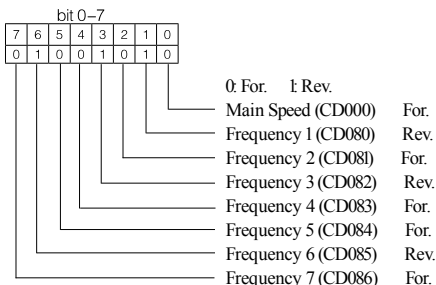 bit 0–7
7 6 5 4 3 2 1 0
0 1 0 0 1 0 1 0
0: For. 1: Rev.
Main Speed (CD000) For.
Frequency 1 (CD080) Rev.
Frequency 2 (CD081) For.
Frequency 3 (CD082) Rev.
Frequency 4 (CD083) For.
Frequency 5 (CD084) For.
Frequency 6 (CD085) Rev.
Frequency 7 (CD086) For.